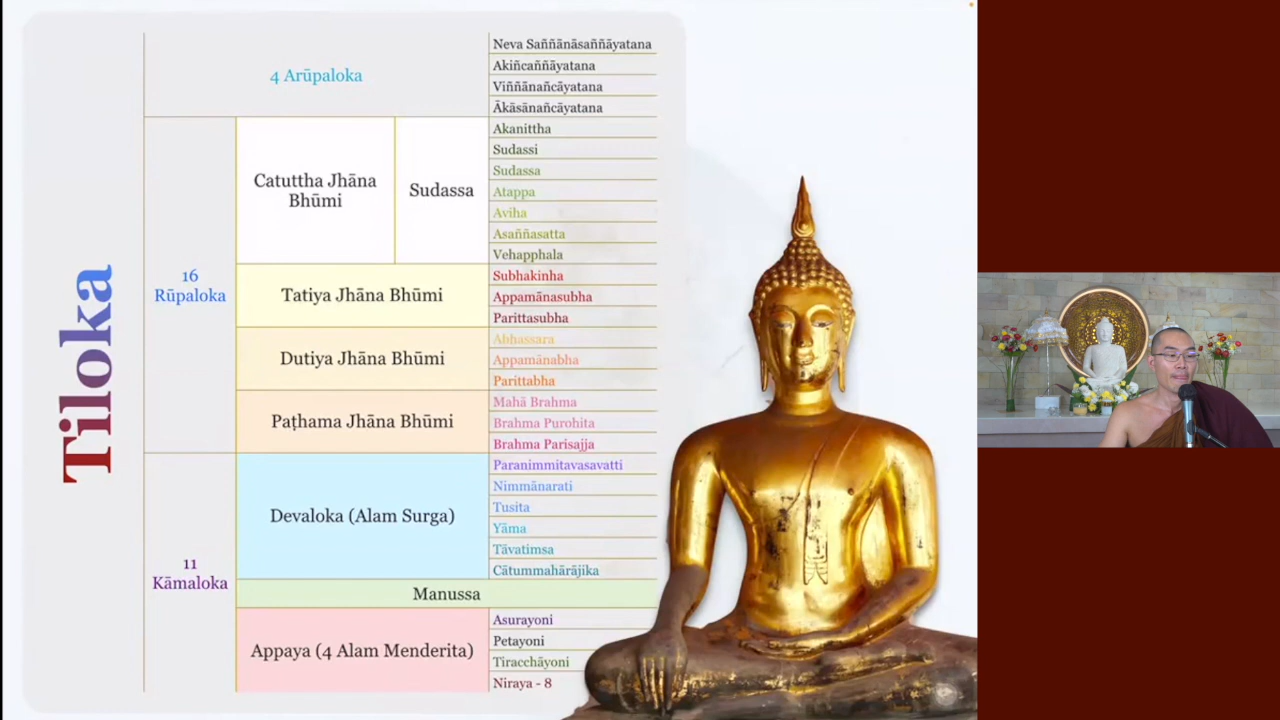 Tiloka
4 Arūpaloka
Neva Saññānāsaññāyatana
Akiñcaññāyatana
Viññānañcāyatana
Ākāsānañcāyatana
16
Rūpaloka
Catuttha Jhāna
Bhūmi
Sudassa
Akanittha
Sudassi
Sudassa
Atappa
Aviha
Asaññasatta
Vehapphala
Tatiya Jhāna Bhūmi
Subhakinha
Appamānasubha
Parittasubha
Dutiya Jhāna Bhūmi
Abhassara
Appamānabha
Parittabha
Paṭhama Jhāna Bhūmi
Mahā Brahma
Brahma Purohita
Brahma Parisajja
11
Kāmaloka
Devaloka (Alam Surga)
Paranimmitavasavatti
Nimmānarati
Tusita
Yāma
Tāvatimsa
Cātummahārājika
Manussa
Appaya (4 Alam Menderita)
Asurayoni
Petayoni
Tiracchāyoni
Niraya - 8